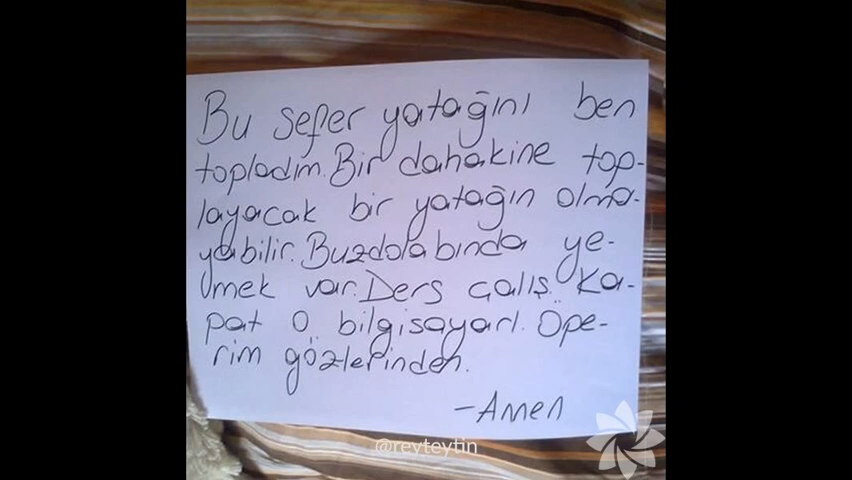 Bu sefer yatağını ben
topladım. Bir dahakine top-
layacak bir yatağın olma-
yabilir. Buzdolabında ye-
mek var. Ders çalış. Ka-
pat o bilgisayarı. Öpe-
rim gözlerinden.
-Annen
@reyteytin